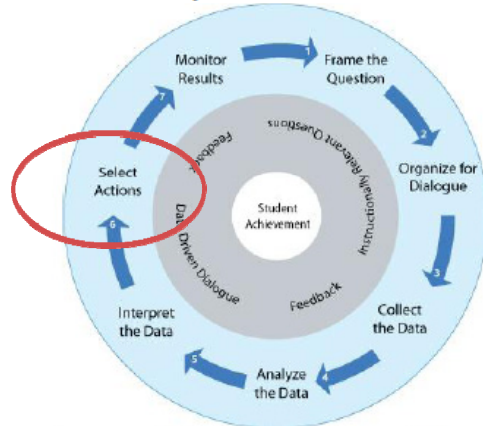 1
Frame the
Question
2
Organize for
Dialogue
3
Collect
the Data
4
Analyze
the Data
5
Interpret
the Data
6
Select
Actions
7
Monitor
Results
Instructionally Relevant Questions
Feedback
Data Driven Dialogue
Feedback
Student
Achievement